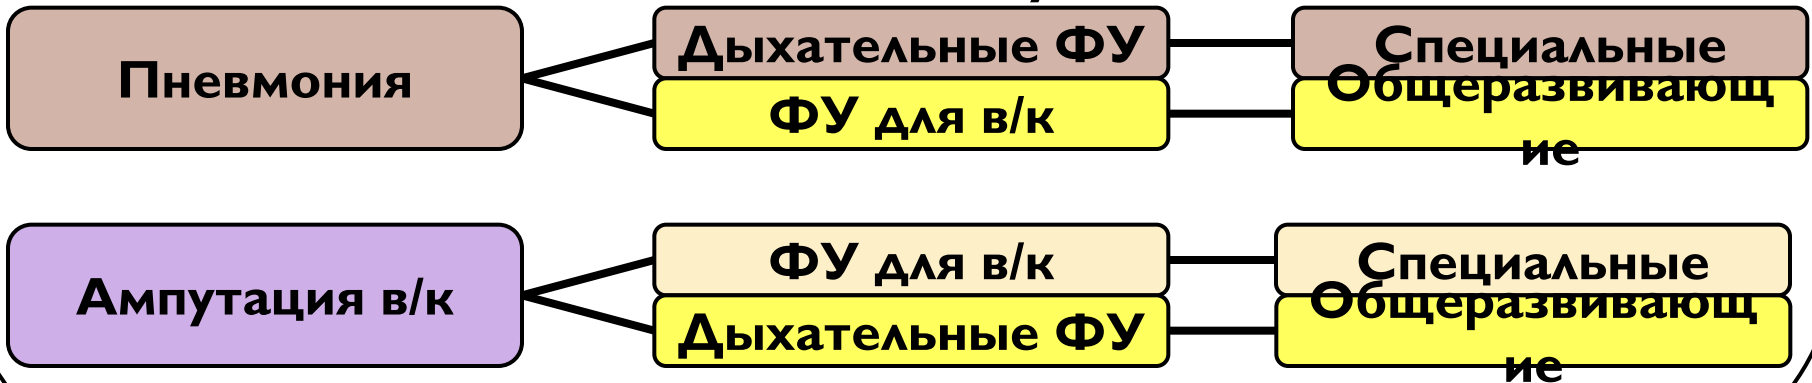 Пневмония
Дыхательные ФУ
Специальные
ФУ для в/к
Общеразвивающ
ие
Ампутация в/к
ФУ для в/к
Специальные
Дыхательные ФУ
Общеразвивающ
ие